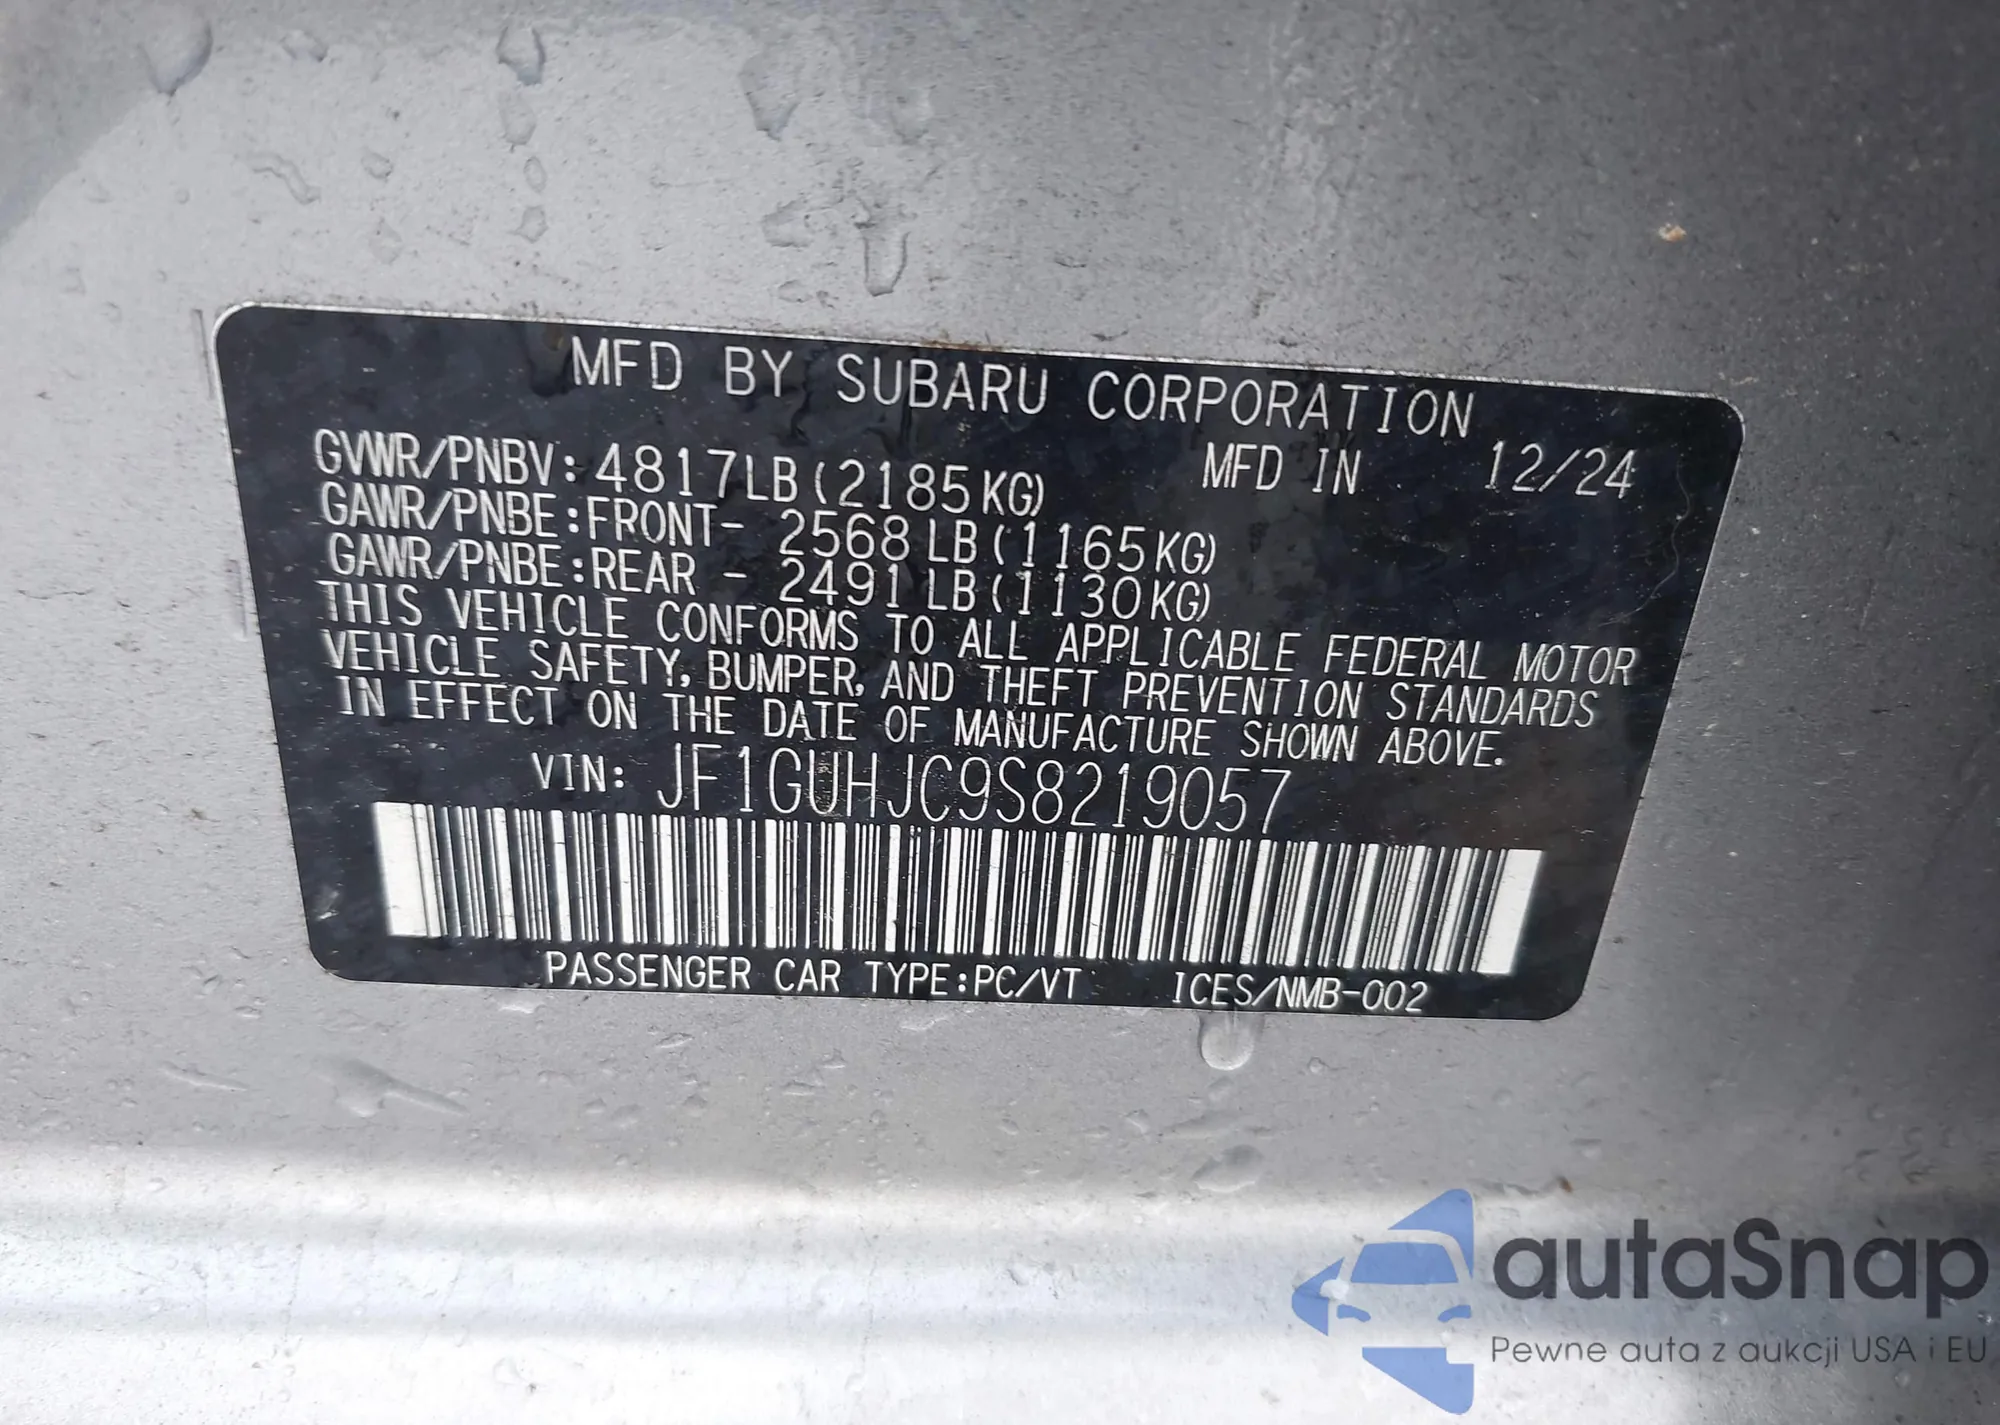 MFD BY SUBARU CORPORATION
GVWR/PNBV:4817LB(2185KG) MFD IN 12/24
GAWR/PNBE:FRONT- 2568LB(1165KG)
GAWR/PNBE:REAR - 2491LB(1130KG)
THIS VEHICLE CONFORMS TO ALL APPLICABLE FEDERAL MOTOR
VEHICLE SAFETY, BUMPER, AND THEFT PREVENTION STANDARDS
IN EFFECT ON THE DATE OF MANUFACTURE SHOWN ABOVE.
VIN: JF1GUHJC9S8219057
PASSENGER CAR TYPE:PC/VT ICES/NMB-002
autaSnap
Pewne auta z aukcji USA i EU